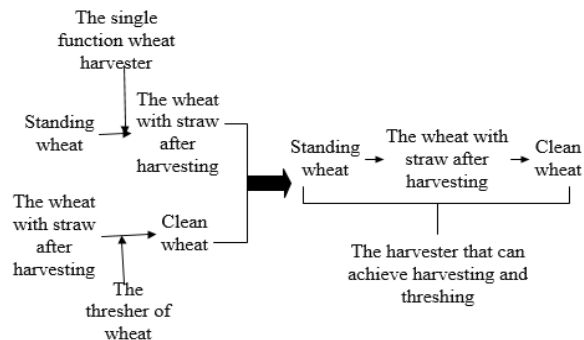 The single
function wheat
harvester
Standing
wheat
The wheat
with straw
after
harvesting
The wheat
with straw
after
harvesting
Clean
wheat
The
thresher of
wheat
Standing
wheat
The wheat with
straw after
harvesting
Clean
wheat
The harvester that can
achieve harvesting and
threshing